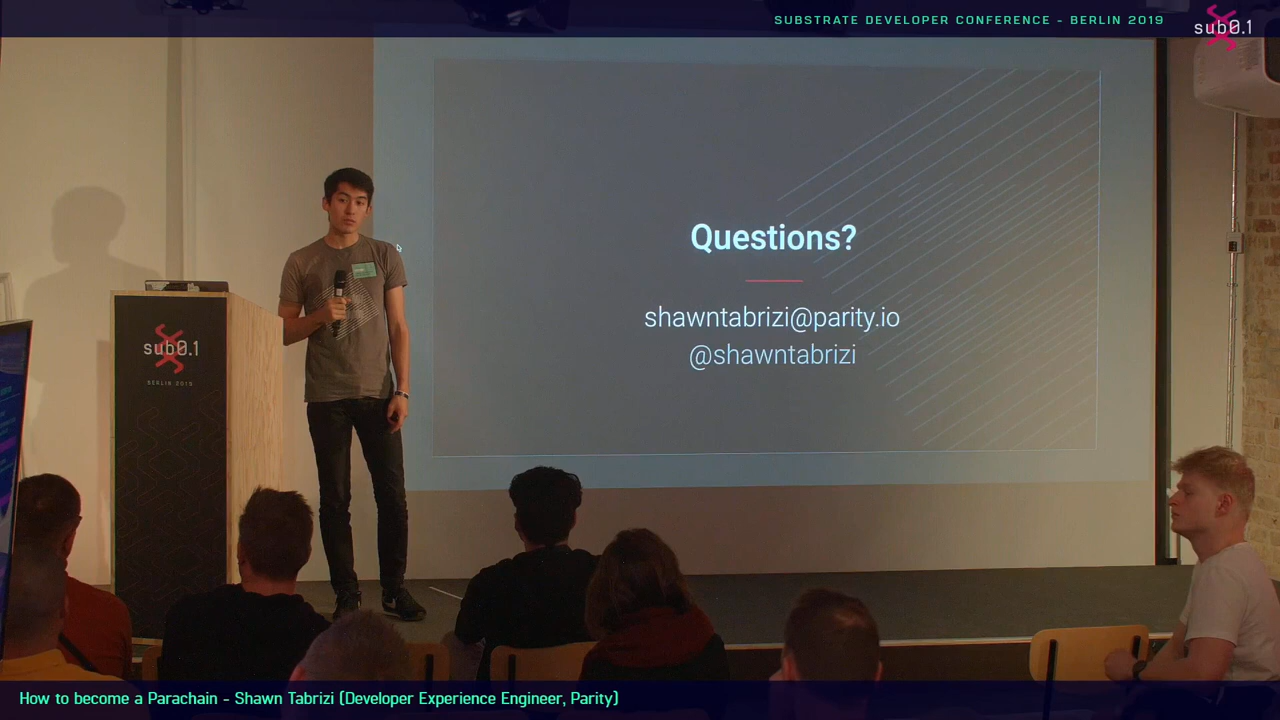 SUBSTRATE DEVELOPER CONFERENCE - BERLIN 2019
sub0.1
Questions?
shawntabrizi@parity.io
@shawntabrizi
sub0.1
BERLIN 2019
How to become a Parachain - Shawn Tabrizi (Developer Experience Engineer, Parity)